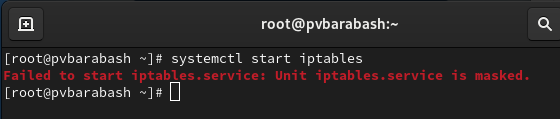 root@pvbarabash:~
[root@pvbarabash ~]# systemctl start iptables
Failed to start iptables.service: Unit iptables.service is masked.
[root@pvbarabash ~]#